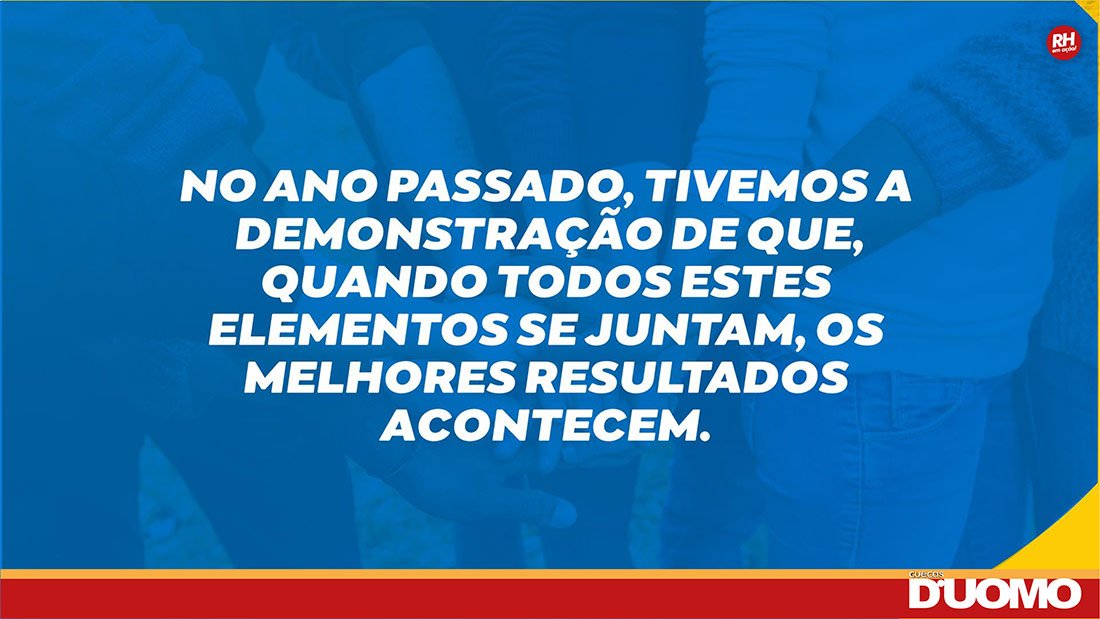 RH
em ação!
NO ANO PASSADO, TIVEMOS A
DEMONSTRAÇÃO DE QUE,
QUANDO TODOS ESTES
ELEMENTOS SE JUNTAM, OS
MELHORES RESULTADOS
ACONTECEM.
cuecas
D'UOMO